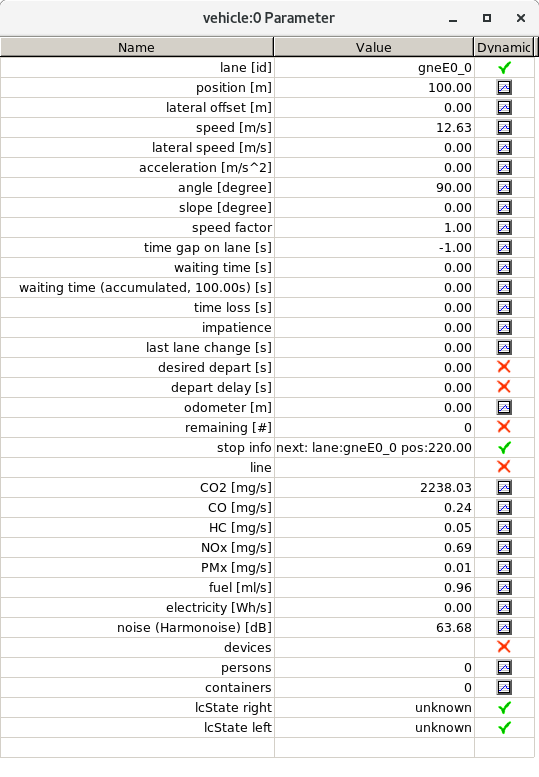 vehicle:0 Parameter
Name Value Dynamic
lane [id] gneE0_0
position [m] 100.00
lateral offset [m] 0.00
speed [m/s] 12.63
lateral speed [m/s] 0.00
acceleration [m/s^2] 0.00
angle [degree] 90.00
slope [degree] 0.00
speed factor 1.00
time gap on lane [s] -1.00
waiting time [s] 0.00
waiting time (accumulated, 100.00s) [s] 0.00
time loss [s] 0.00
impatience 0.00
last lane change [s] 0.00
desired depart [s] 0.00
depart delay [s] 0.00
odometer [m] 0.00
remaining [#] 0
stop info next: lane:gneE0_0 pos:220.00
line
CO2 [mg/s] 2238.03
CO [mg/s] 0.24
HC [mg/s] 0.05
NOx [mg/s] 0.69
PMx [mg/s] 0.01
fuel [ml/s] 0.96
electricity [Wh/s] 0.00
noise (Harmonoise) [dB] 63.68
devices
persons 0
containers 0
lcState right unknown
lcState left unknown